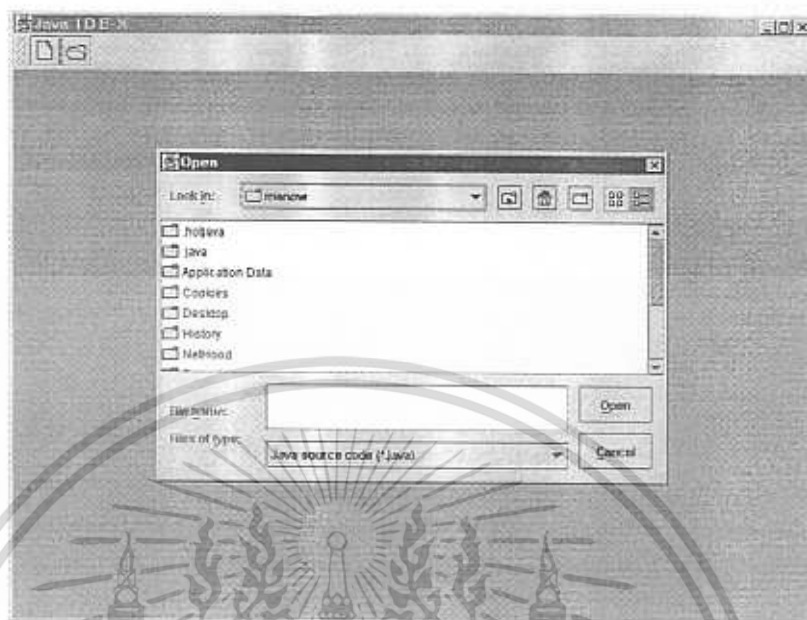 Java IDE-X
Open
Look in:
manow
.hotjava
.java
Application Data
Cookies
Desktop
History
NetHood
File name:
Open
Files of type:
Java source code (*.java)
Cancel